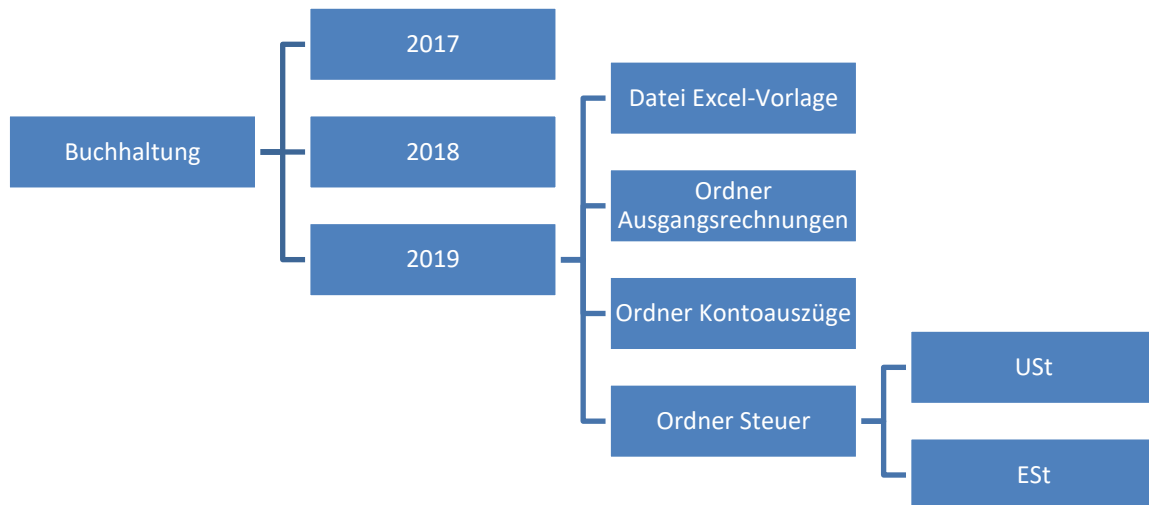 2017
Datei Excel-Vorlage
Buchhaltung
2018
Ordner
Ausgangsrechnungen
2019
Ordner Kontoauszüge
USt
Ordner Steuer
ESt